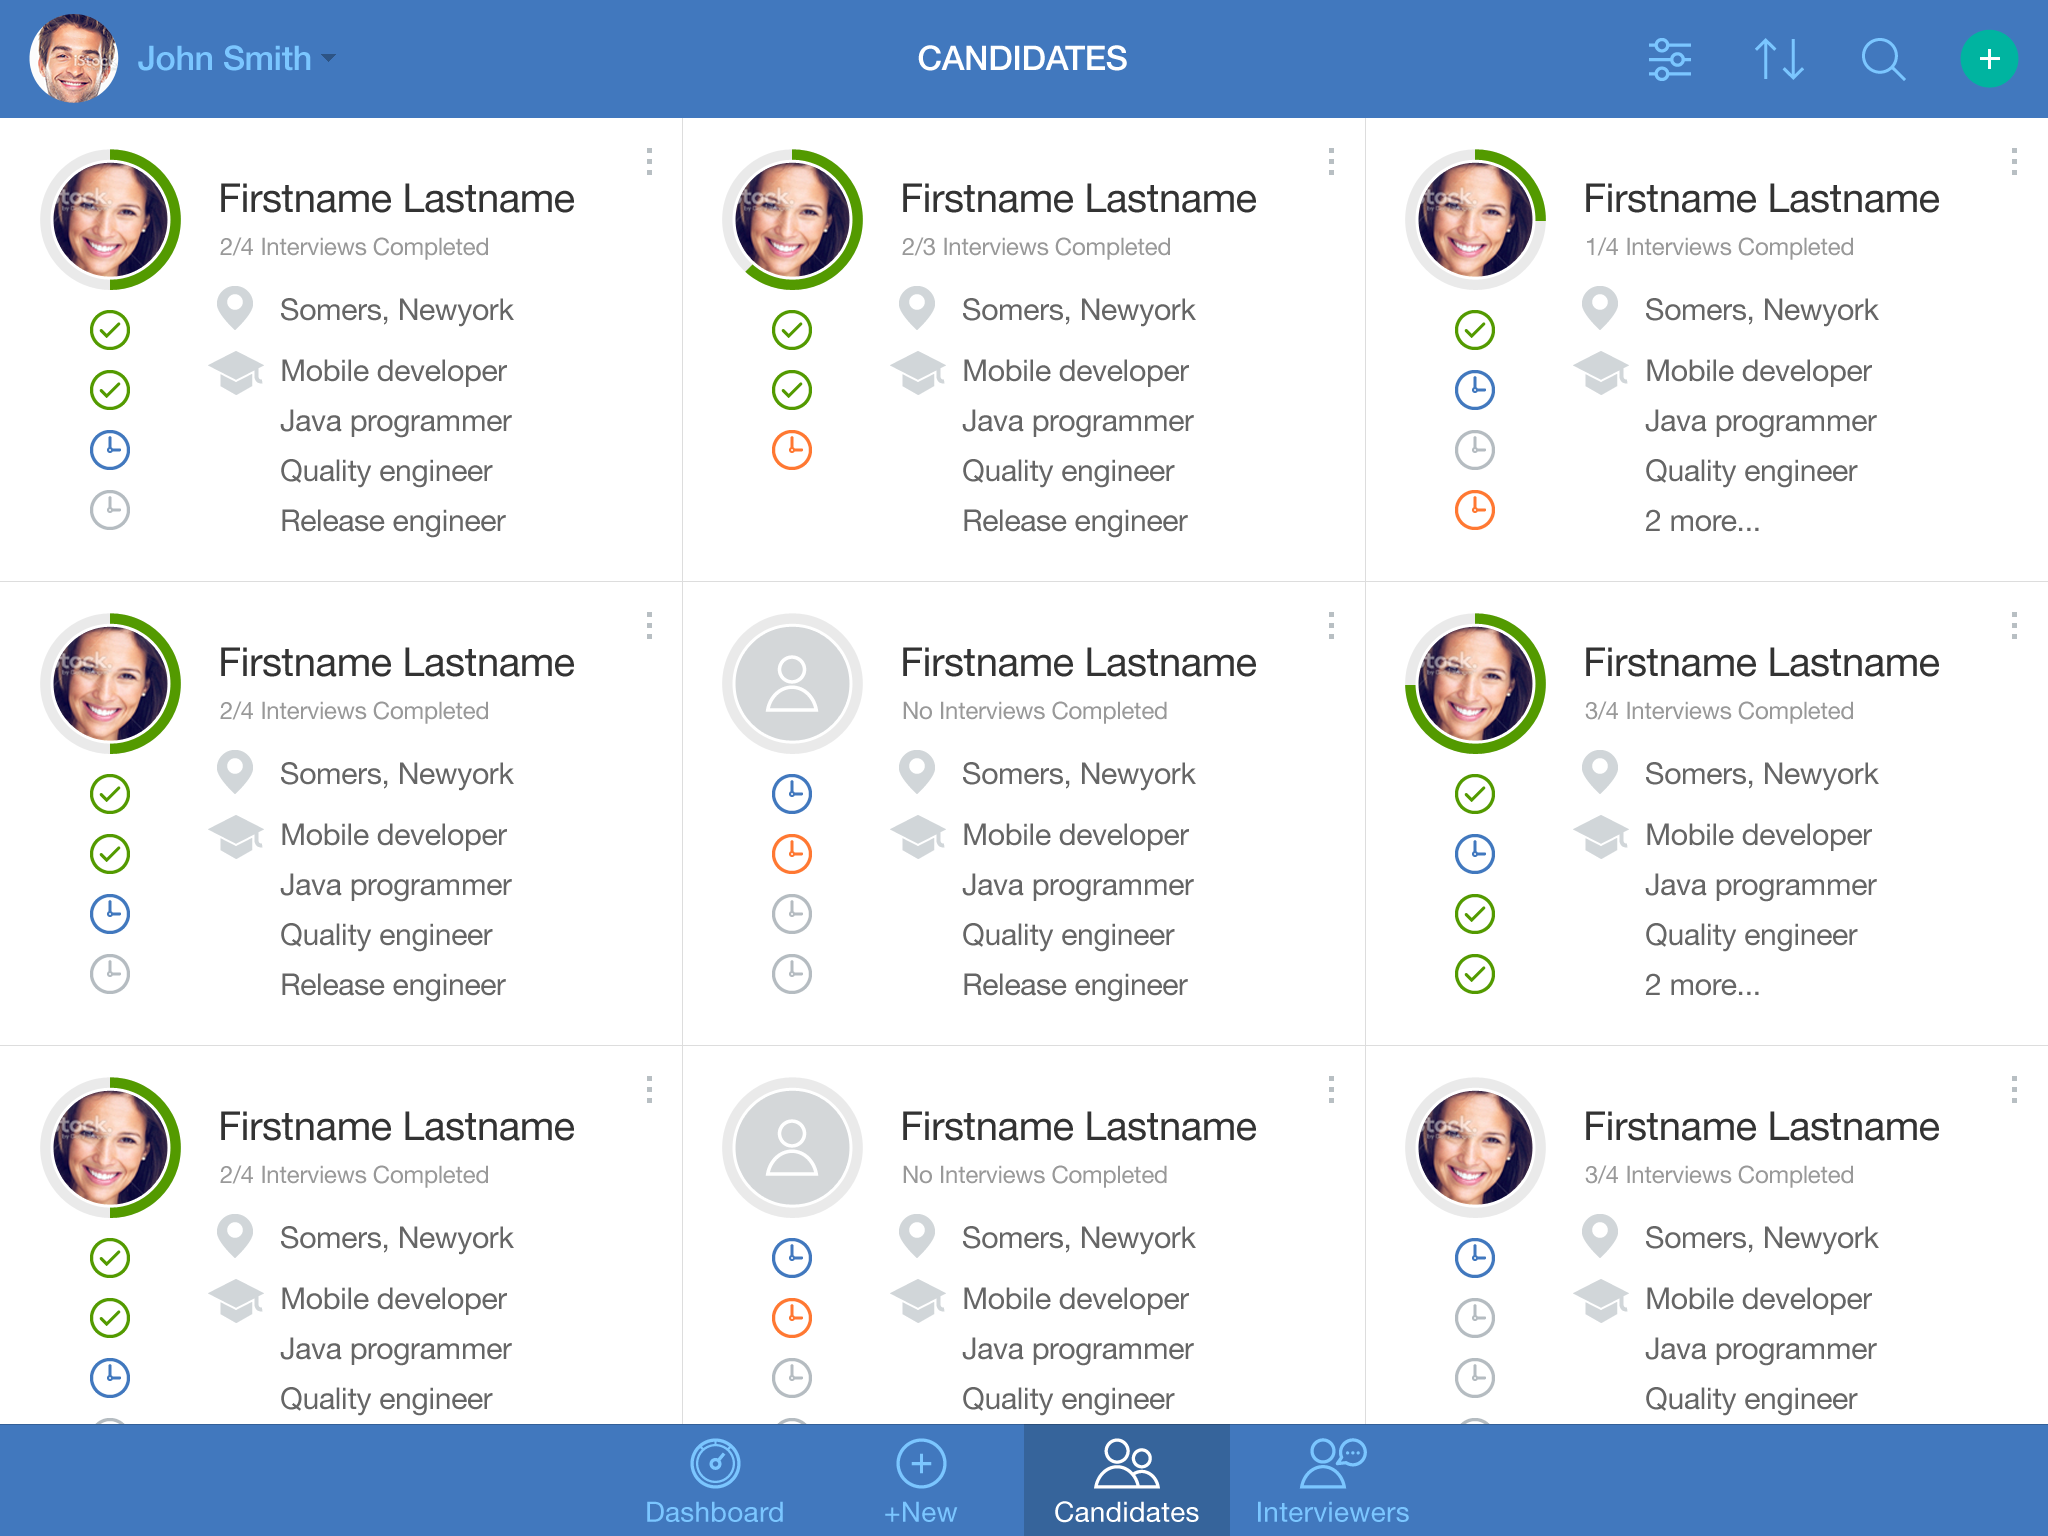 John Smith
CANDIDATES
Firstname Lastname
2/4 Interviews Completed
Somers, Newyork
Mobile developer
Java programmer
Quality engineer
Release engineer
Firstname Lastname
2/3 Interviews Completed
Somers, Newyork
Mobile developer
Java programmer
Quality engineer
Release engineer
Firstname Lastname
1/4 Interviews Completed
Somers, Newyork
Mobile developer
Java programmer
Quality engineer
2 more...
Firstname Lastname
2/4 Interviews Completed
Somers, Newyork
Mobile developer
Java programmer
Quality engineer
Release engineer
Firstname Lastname
No Interviews Completed
Somers, Newyork
Mobile developer
Java programmer
Quality engineer
Release engineer
Firstname Lastname
3/4 Interviews Completed
Somers, Newyork
Mobile developer
Java programmer
Quality engineer
2 more...
Firstname Lastname
2/4 Interviews Completed
Somers, Newyork
Mobile developer
Java programmer
Quality engineer
Firstname Lastname
No Interviews Completed
Somers, Newyork
Mobile developer
Java programmer
Quality engineer
Firstname Lastname
3/4 Interviews Completed
Somers, Newyork
Mobile developer
Java programmer
Quality engineer
Dashboard
+New
Candidates
Interviewers